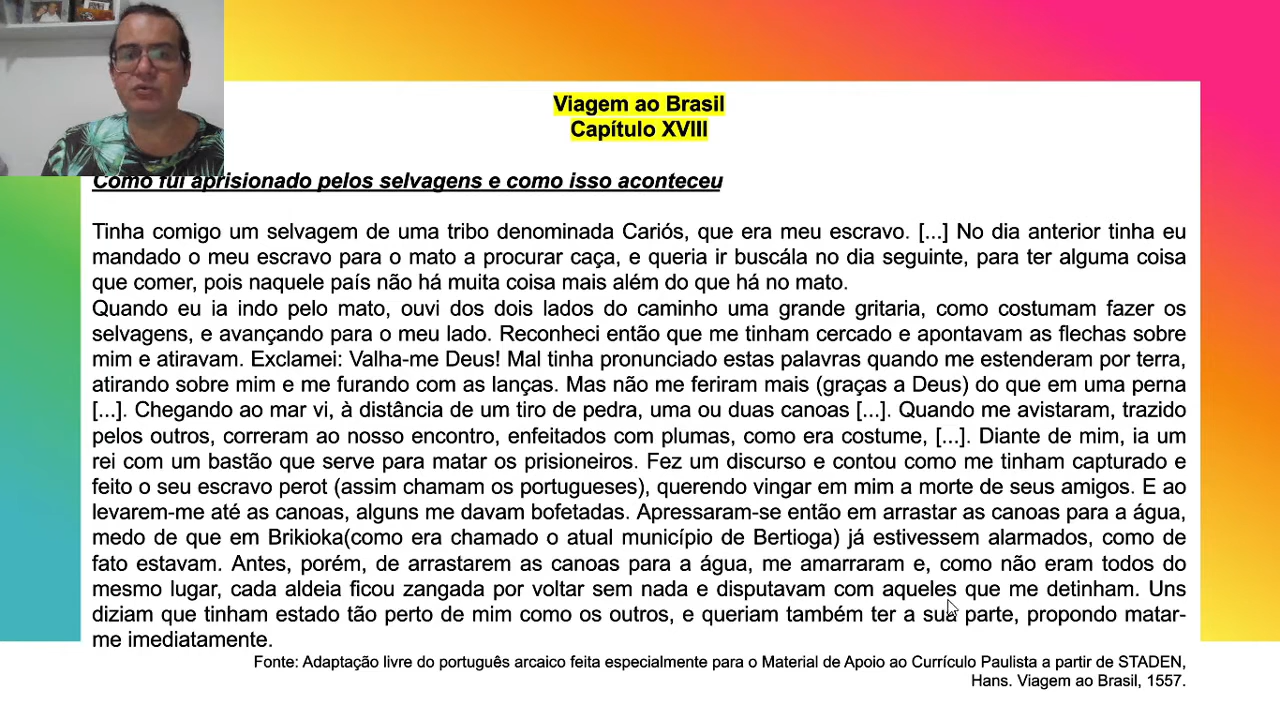 Viagem ao Brasil
Capítulo XVIII
Como fui aprisionado pelos selvagens e como isso aconteceu
Tinha comigo um selvagem de uma tribo denominada Cariós, que era meu escravo. [...] No dia anterior tinha eu
mandado o meu escravo para o mato a procurar caça, e queria ir buscála no dia seguinte, para ter alguma coisa
que comer, pois naquele país não há muita coisa mais além do que há no mato.
Quando eu ia indo pelo mato, ouvi dos dois lados do caminho uma grande gritaria, como costumam fazer os
selvagens, e avançando para o meu lado. Reconheci então que me tinham cercado e apontavam as flechas sobre
mim e atiravam. Exclamei: Valha-me Deus! Mal tinha pronunciado estas palavras quando me estenderam por terra,
atirando sobre mim e me furando com as lanças. Mas não me feriram mais (graças a Deus) do que em uma perna
[...]. Chegando ao mar vi, à distância de um tiro de pedra, uma ou duas canoas [...]. Quando me avistaram, trazido
pelos outros, correram ao nosso encontro, enfeitados com plumas, como era costume, [...]. Diante de mim, ia um
rei com um bastão que serve para matar os prisioneiros. Fez um discurso e contou como me tinham capturado e
feito o seu escravo perot (assim chamam os portugueses), querendo vingar em mim a morte de seus amigos. E ao
levarem-me até as canoas, alguns me davam bofetadas. Apressaram-se então em arrastar as canoas para a água,
medo de que em Brikioka(como era chamado o atual município de Bertioga) já estivessem alarmados, como de
fato estavam. Antes, porém, de arrastarem as canoas para a água, me amarraram e, como não eram todos do
mesmo lugar, cada aldeia ficou zangada por voltar sem nada e disputavam com aqueles que me detinham. Uns
diziam que tinham estado tão perto de mim como os outros, e queriam também ter a sua parte, propondo matar-
me imediatamente.
Fonte: Adaptação livre do português arcaico feita especialmente para o Material de Apoio ao Currículo Paulista a partir de STADEN,
Hans. Viagem ao Brasil, 1557.